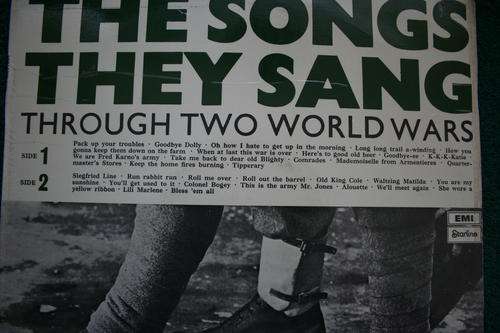 THE SONGS
THEY SANG
THROUGH TWO WORLD WARS
SIDE 1
Pack up your troubles · Goodbye Dolly · Oh how I hate to get up in the morning · Long long trail a-winding · How you
gonna keep them down on the farm · When at last this war is over · Here's to good old beer · Goodbye-ee · K-K-K-Katie
We are Fred Karno's army · Take me back to dear old Blighty · Comrades · Mademoiselle from Armentieres · Quarter-
master's Stores · Keep the home fires burning · Tipperary
SIDE 2
Siegfried Line · Run rabbit run · Roll me over · Roll out the barrel · Old King Cole · Waltzing Matilda · You are my
sunshine · You'll get used to it · Colonel Bogey · This is the army Mr. Jones · Alouette · We'll meet again · She wore a
yellow ribbon · Lili Marlene · Bless 'em all
EMI
Starline